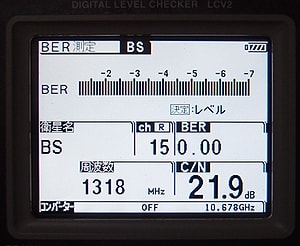 DIGITAL LEVEL CHECKER LCV2
BER測定 BS
-2 -3 -4 -5 -6 -7
BER
決定:レベル
衛星名 ch R BER
BS 15 0.00
周波数 C/N
1318 MHz 21.9 dB
コンバーター OFF 10.678GHz